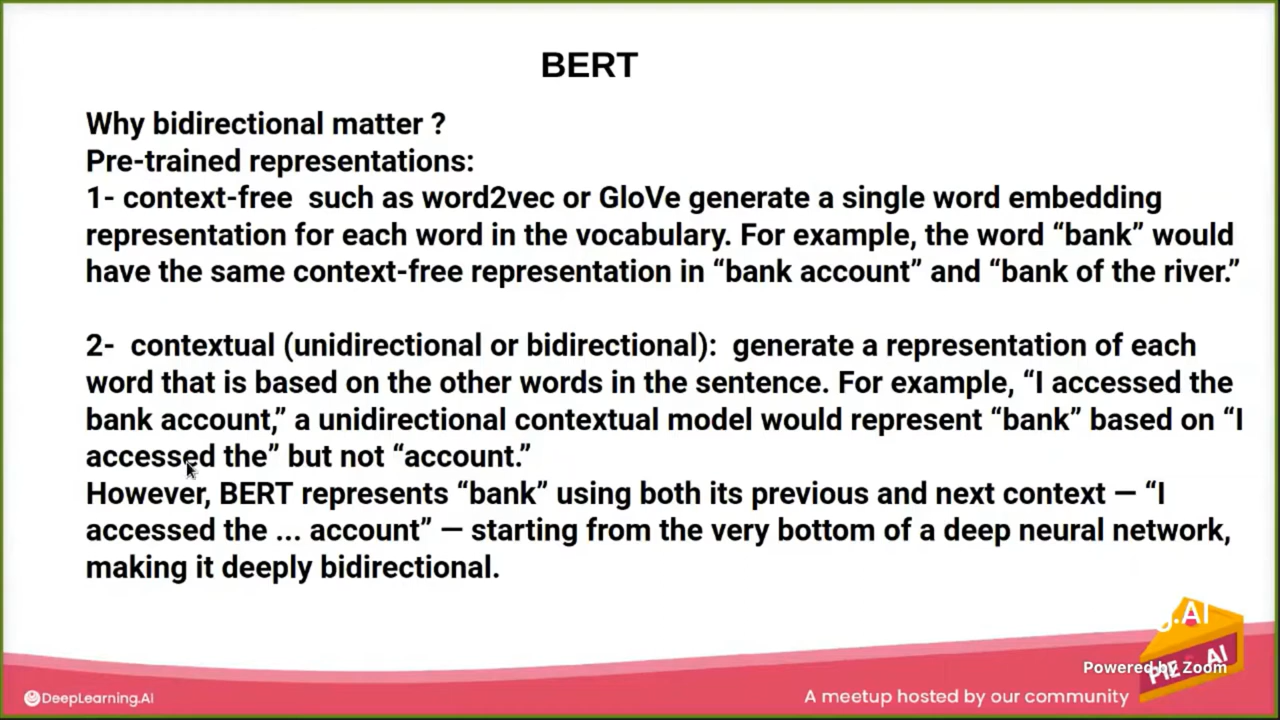 BERT
Why bidirectional matter ?
Pre-trained representations:
1- context-free such as word2vec or GloVe generate a single word embedding
representation for each word in the vocabulary. For example, the word “bank” would
have the same context-free representation in “bank account” and “bank of the river.”
2- contextual (unidirectional or bidirectional): generate a representation of each
word that is based on the other words in the sentence. For example, “I accessed the
bank account,” a unidirectional contextual model would represent “bank” based on “I
accessed the” but not “account.”
However, BERT represents “bank” using both its previous and next context — “I
accessed the ... account” — starting from the very bottom of a deep neural network,
making it deeply bidirectional.
.AI
PIE AI
Powered by Zoom
DeepLearning.AI
A meetup hosted by our community